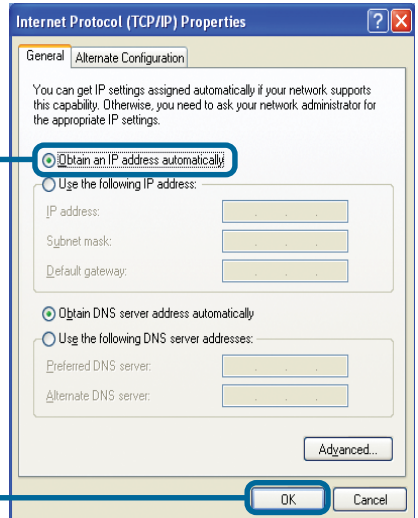 Internet Protocol (TCP/IP) Properties
General Alternate Configuration
You can get IP settings assigned automatically if your network supports
this capability. Otherwise, you need to ask your network administrator for
the appropriate IP settings.
Obtain an IP address automatically
Use the following IP address:
IP address:
Subnet mask:
Default gateway:
Obtain DNS server address automatically
Use the following DNS server addresses:
Preferred DNS server:
Alternate DNS server:
Advanced...
OK Cancel